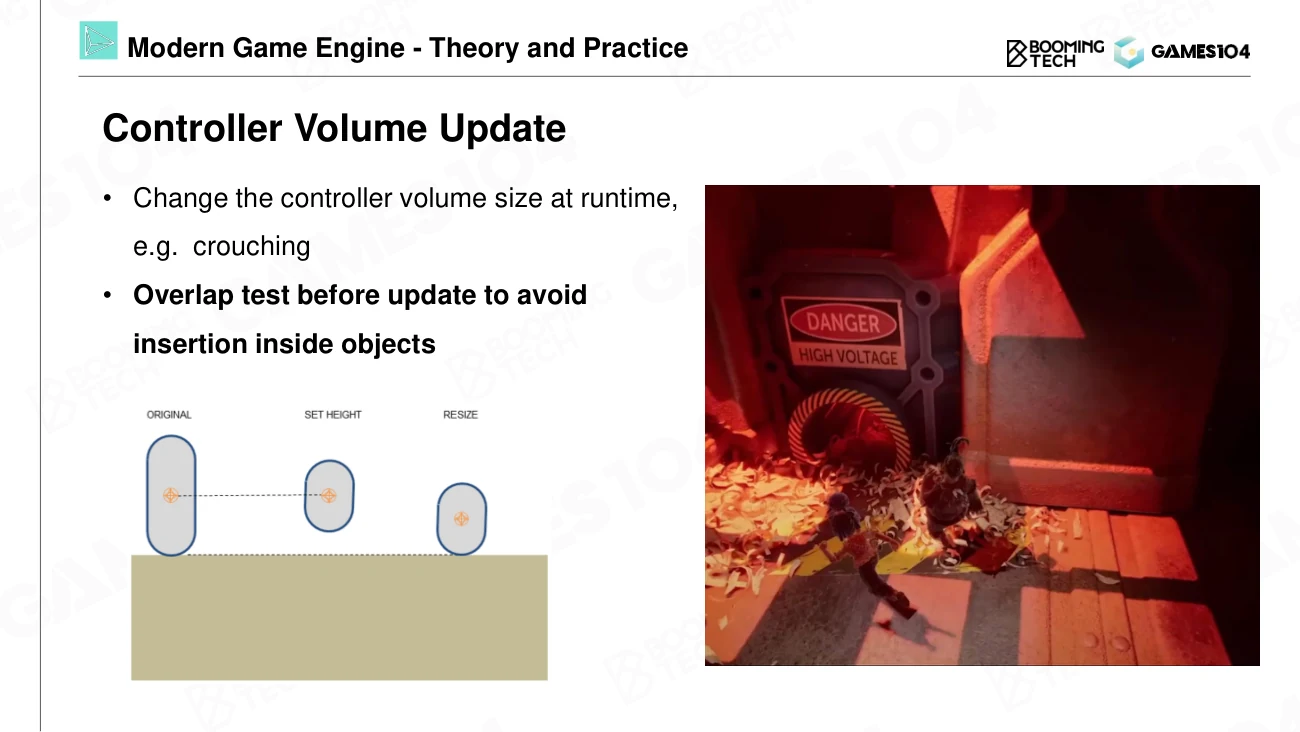 Modern Game Engine - Theory and Practice
BOOMING
TECH
GAMES104
Controller Volume Update
• Change the controller volume size at runtime,
e.g. crouching
• Overlap test before update to avoid
insertion inside objects
ORIGINAL
SET HEIGHT
RESIZE
DANGER
HIGH VOLTAGE